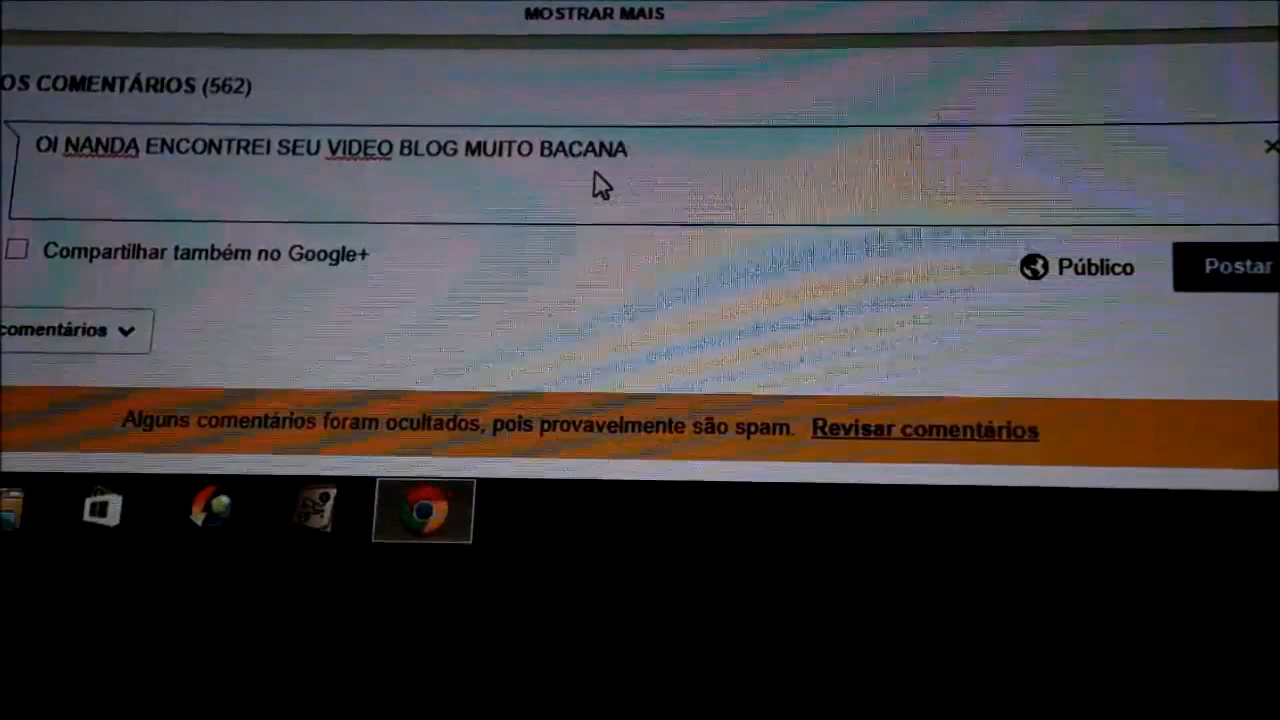 MOSTRAR MAIS
OS COMENTÁRIOS (562)
OI NANDA ENCONTREI SEU VIDEO BLOG MUITO BACANA
Compartilhar também no Google+
Público
Postar
comentários
Alguns comentários foram ocultados, pois provavelmente são spam. Revisar comentários